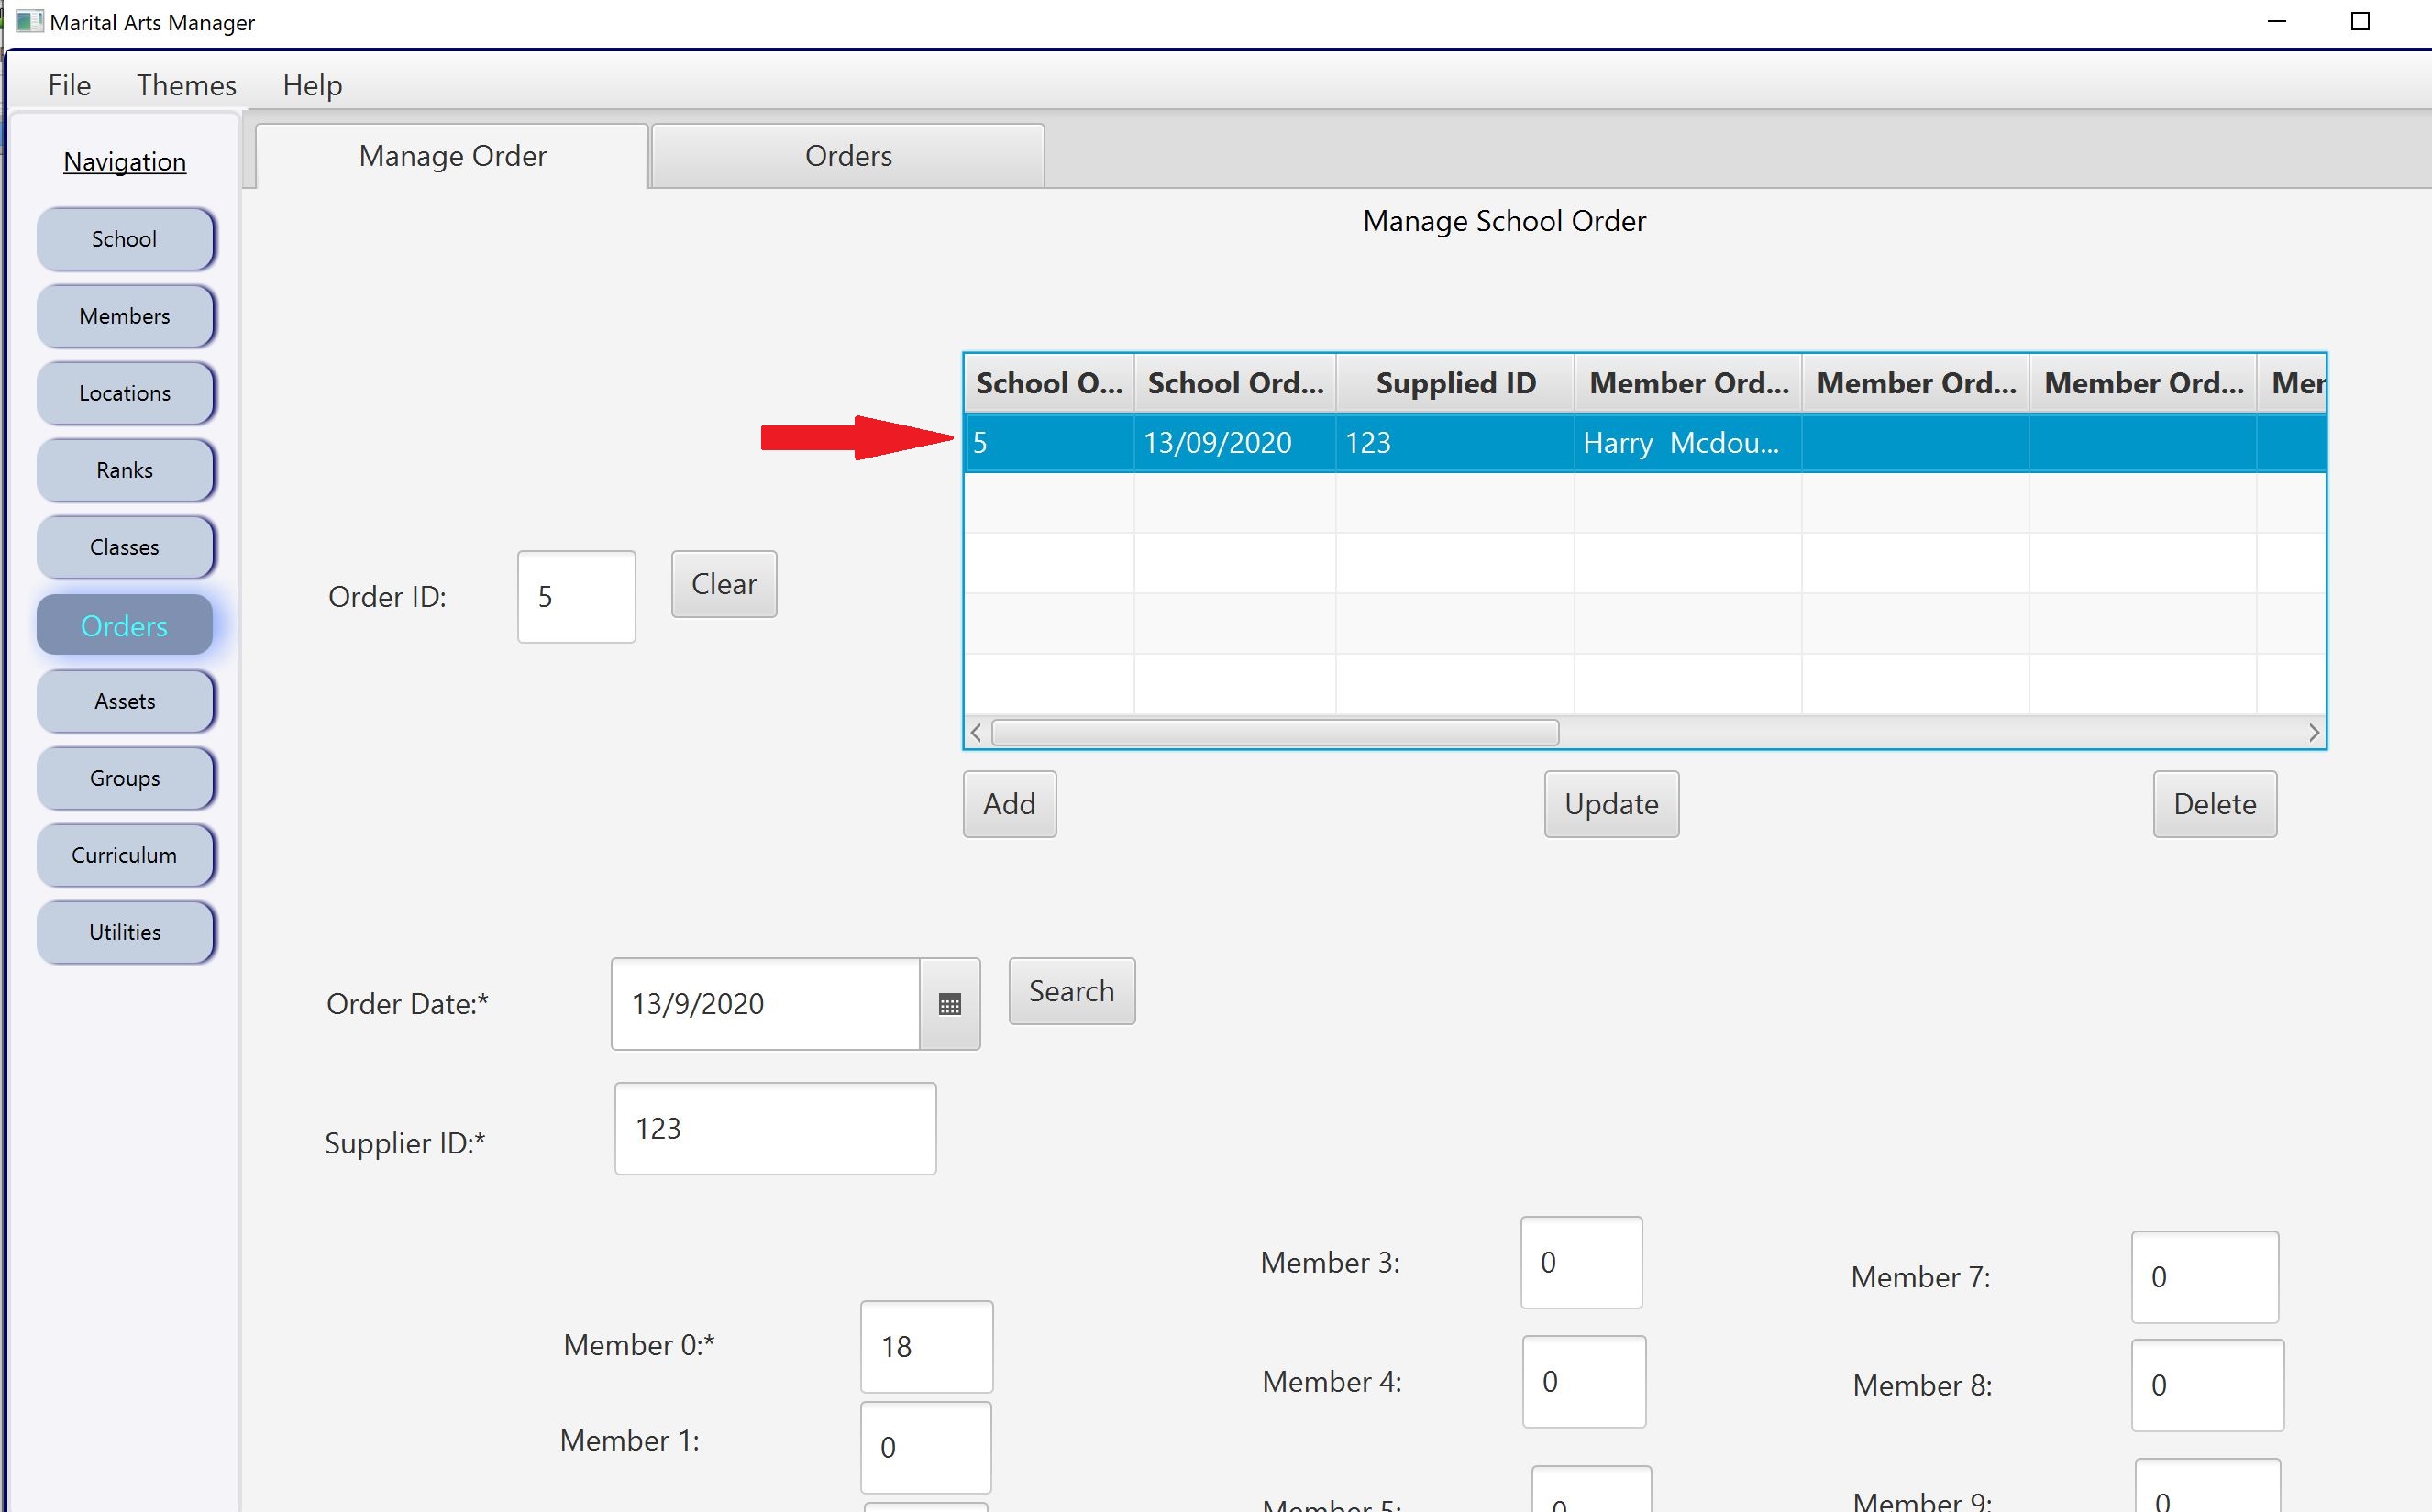 Marital Arts Manager
File Themes Help
Navigation
School
Members
Locations
Ranks
Classes
Orders
Assets
Groups
Curriculum
Utilities
Manage Order Orders
Manage School Order
School O... School Ord... Supplied ID Member Ord... Member Ord... Member Ord...
5 13/09/2020 123 Harry Mcdou...
Order ID: 5 Clear
Add Update Delete
Order Date:* 13/9/2020 Search
Supplier ID:* 123
Member 0:* 18
Member 1: 0
Member 3: 0
Member 4: 0
Member 5: 0
Member 7: 0
Member 8: 0
Member 9: 0